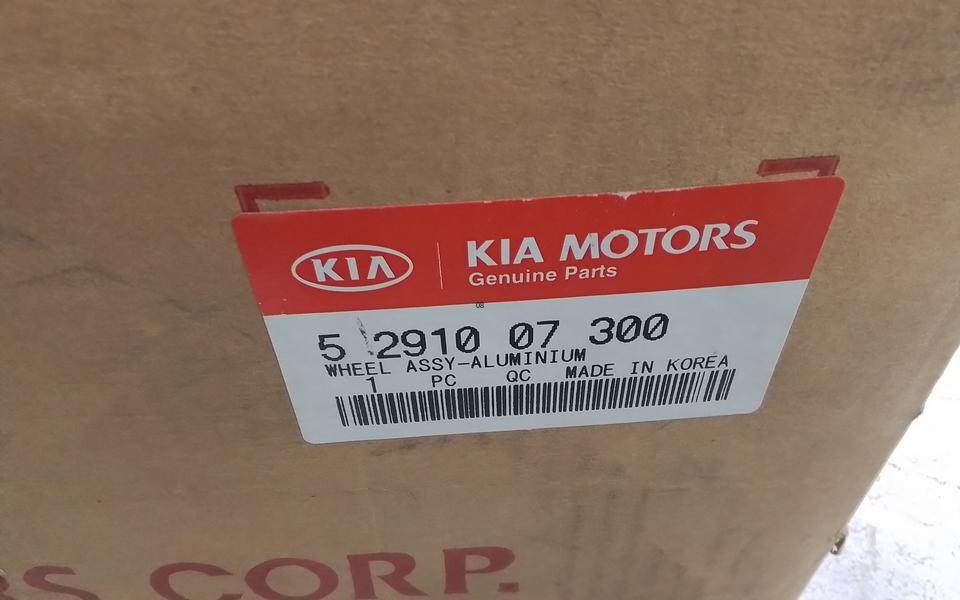 KIA
KIA MOTORS
Genuine Parts
08
5 2910 07 300
WHEEL ASSY-ALUMINIUM
1 PC QC MADE IN KOREA
CORP.